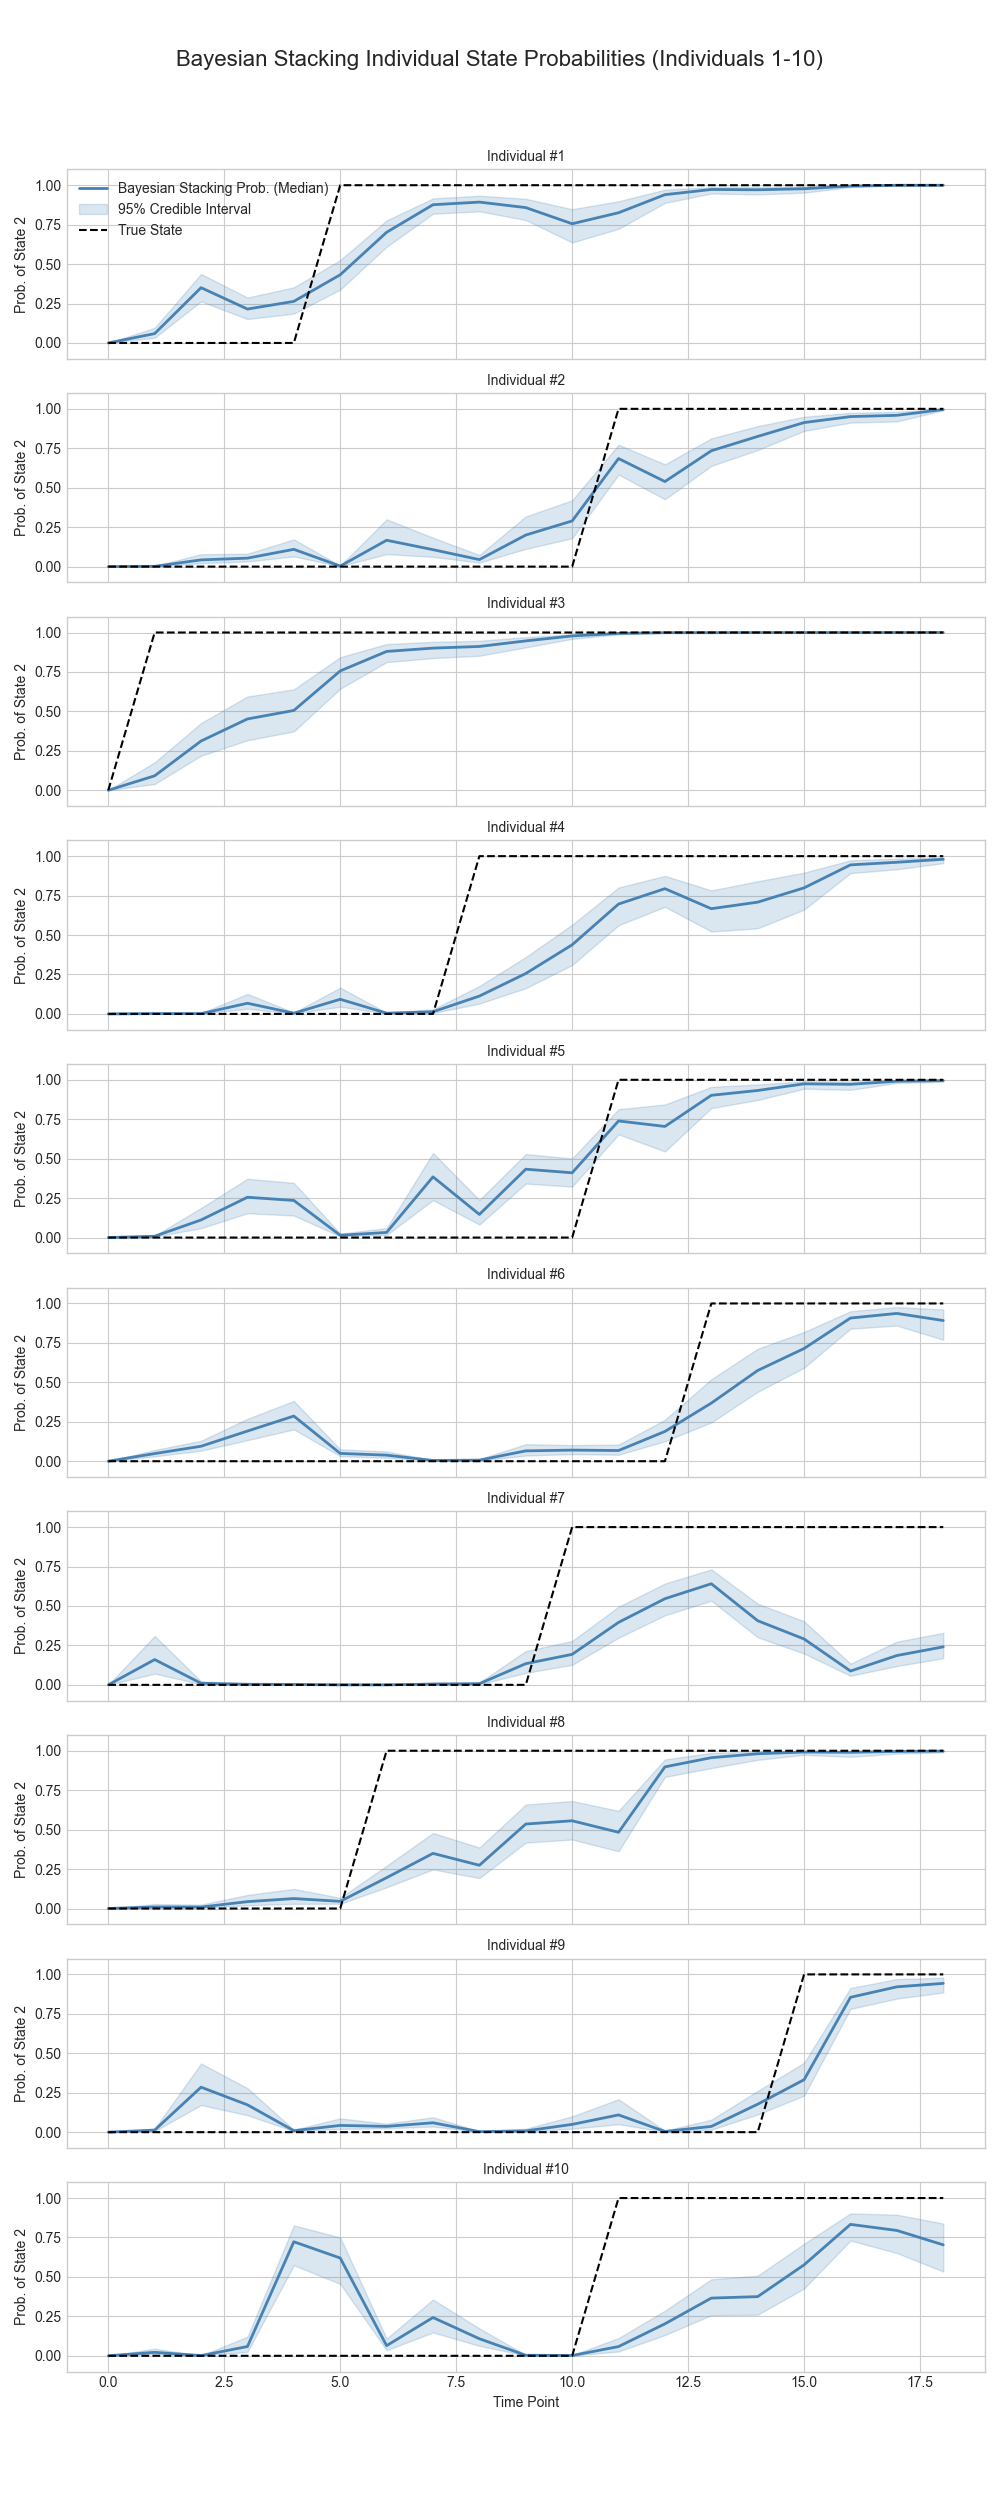 Bayesian Stacking Individual State Probabilities (Individuals 1-10)
Individual #1
Bayesian Stacking Prob. (Median)
95% Credible Interval
True State
1.00
0.75
0.50
0.25
0.00
Prob. of State 2
Individual #2
1.00
0.75
0.50
0.25
0.00
Prob. of State 2
Individual #3
1.00
0.75
0.50
0.25
0.00
Prob. of State 2
Individual #4
1.00
0.75
0.50
0.25
0.00
Prob. of State 2
Individual #5
1.00
0.75
0.50
0.25
0.00
Prob. of State 2
Individual #6
1.00
0.75
0.50
0.25
0.00
Prob. of State 2
Individual #7
1.00
0.75
0.50
0.25
0.00
Prob. of State 2
Individual #8
1.00
0.75
0.50
0.25
0.00
Prob. of State 2
Individual #9
1.00
0.75
0.50
0.25
0.00
Prob. of State 2
Individual #10
1.00
0.75
0.50
0.25
0.00
Prob. of State 2
0.0 2.5 5.0 7.5 10.0 12.5 15.0 17.5
Time Point